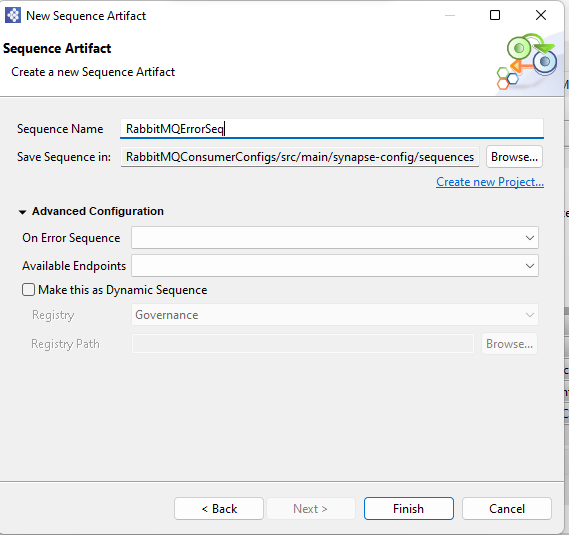 New Sequence Artifact
Sequence Artifact
Create a new Sequence Artifact
Sequence Name RabbitMQErrorSeq
Save Sequence in: RabbitMQConsumerConfigs/src/main/synapse-config/sequences Browse...
Create new Project...
Advanced Configuration
On Error Sequence
Available Endpoints
Make this as Dynamic Sequence
Registry Governance
Registry Path Browse...
< Back Next > Finish Cancel